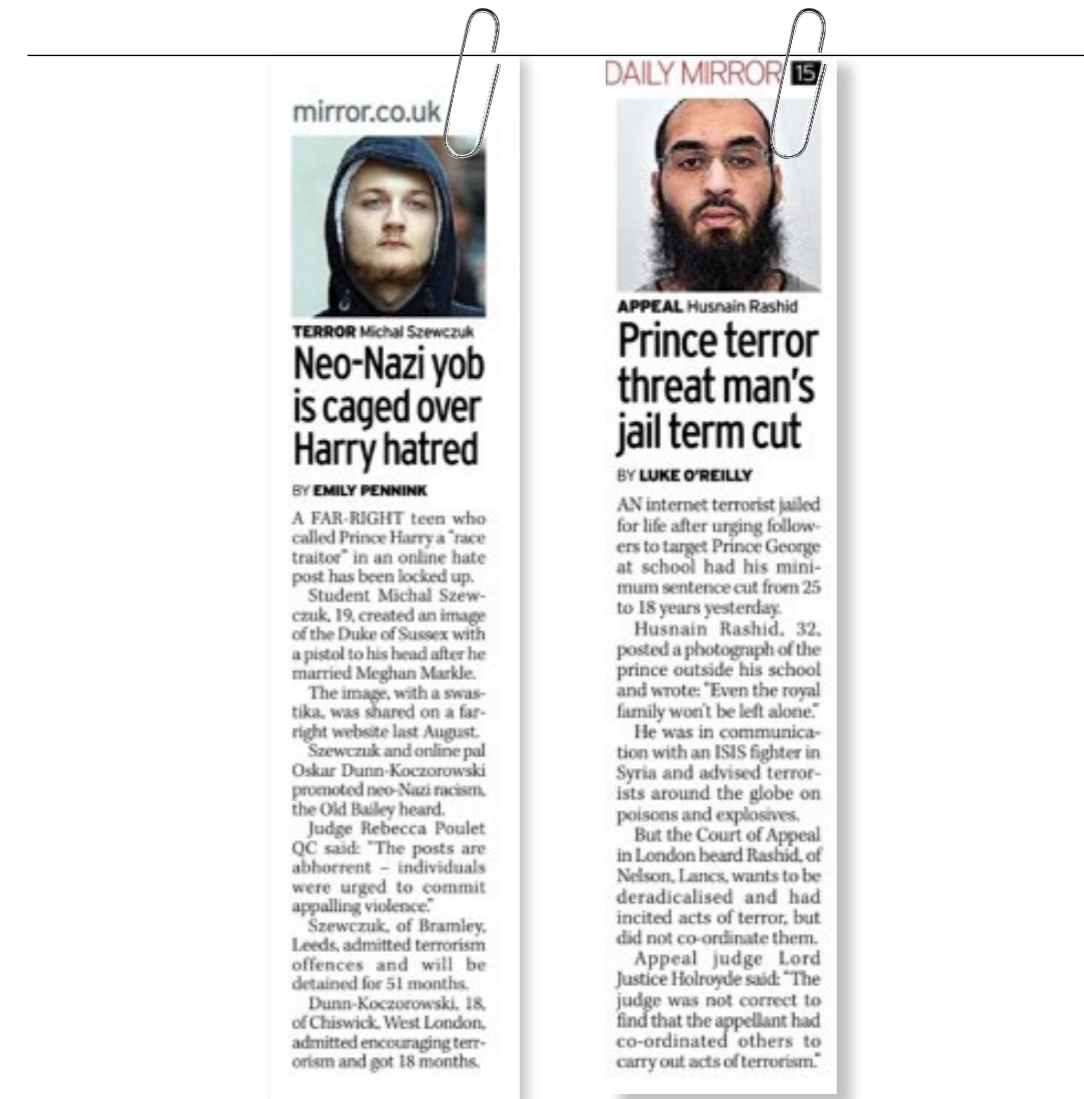 mirror.co.uk
TERROR Michal Szewczuk
Neo-Nazi yob
is caged over
Harry hatred
BY EMILY PENNINK
A FAR-RIGHT teen who
called Prince Harry a "race
traitor" in an online hate
post has been locked up.
Student Michal Szew-
czuk, 19, created an image
of the Duke of Sussex with
a pistol to his head after he
married Meghan Markle.
The image, with a swas-
tika, was shared on a far-
right website last August.
Szewczuk and online pal
Oskar Dunn-Koczorowski
promoted neo-Nazi racism,
the Old Bailey heard.
Judge Rebecca Poulet
QC said: "The posts are
abhorrent – individuals
were urged to commit
appalling violence."
Szewczuk, of Bramley,
Leeds, admitted terrorism
offences and will be
detained for 51 months.
Dunn-Koczorowski, 18,
of Chiswick, West London,
admitted encouraging terr-
orism and got 18 months.
DAILY MIRROR 15
APPEAL Husnain Rashid
Prince terror
threat man's
jail term cut
BY LUKE O'REILLY
AN internet terrorist jailed
for life after urging follow-
ers to target Prince George
at school had his mini-
mum sentence cut from 25
to 18 years yesterday.
Husnain Rashid, 32,
posted a photograph of the
prince outside his school
and wrote: "Even the royal
family won't be left alone."
He was in communica-
tion with an ISIS fighter in
Syria and advised terror-
ists around the globe on
poisons and explosives.
But the Court of Appeal
in London heard Rashid, of
Nelson, Lancs, wants to be
deradicalised and had
incited acts of terror, but
did not co-ordinate them.
Appeal judge Lord
Justice Holroyde said: "The
judge was not correct to
find that the appellant had
co-ordinated others to
carry out acts of terrorism."